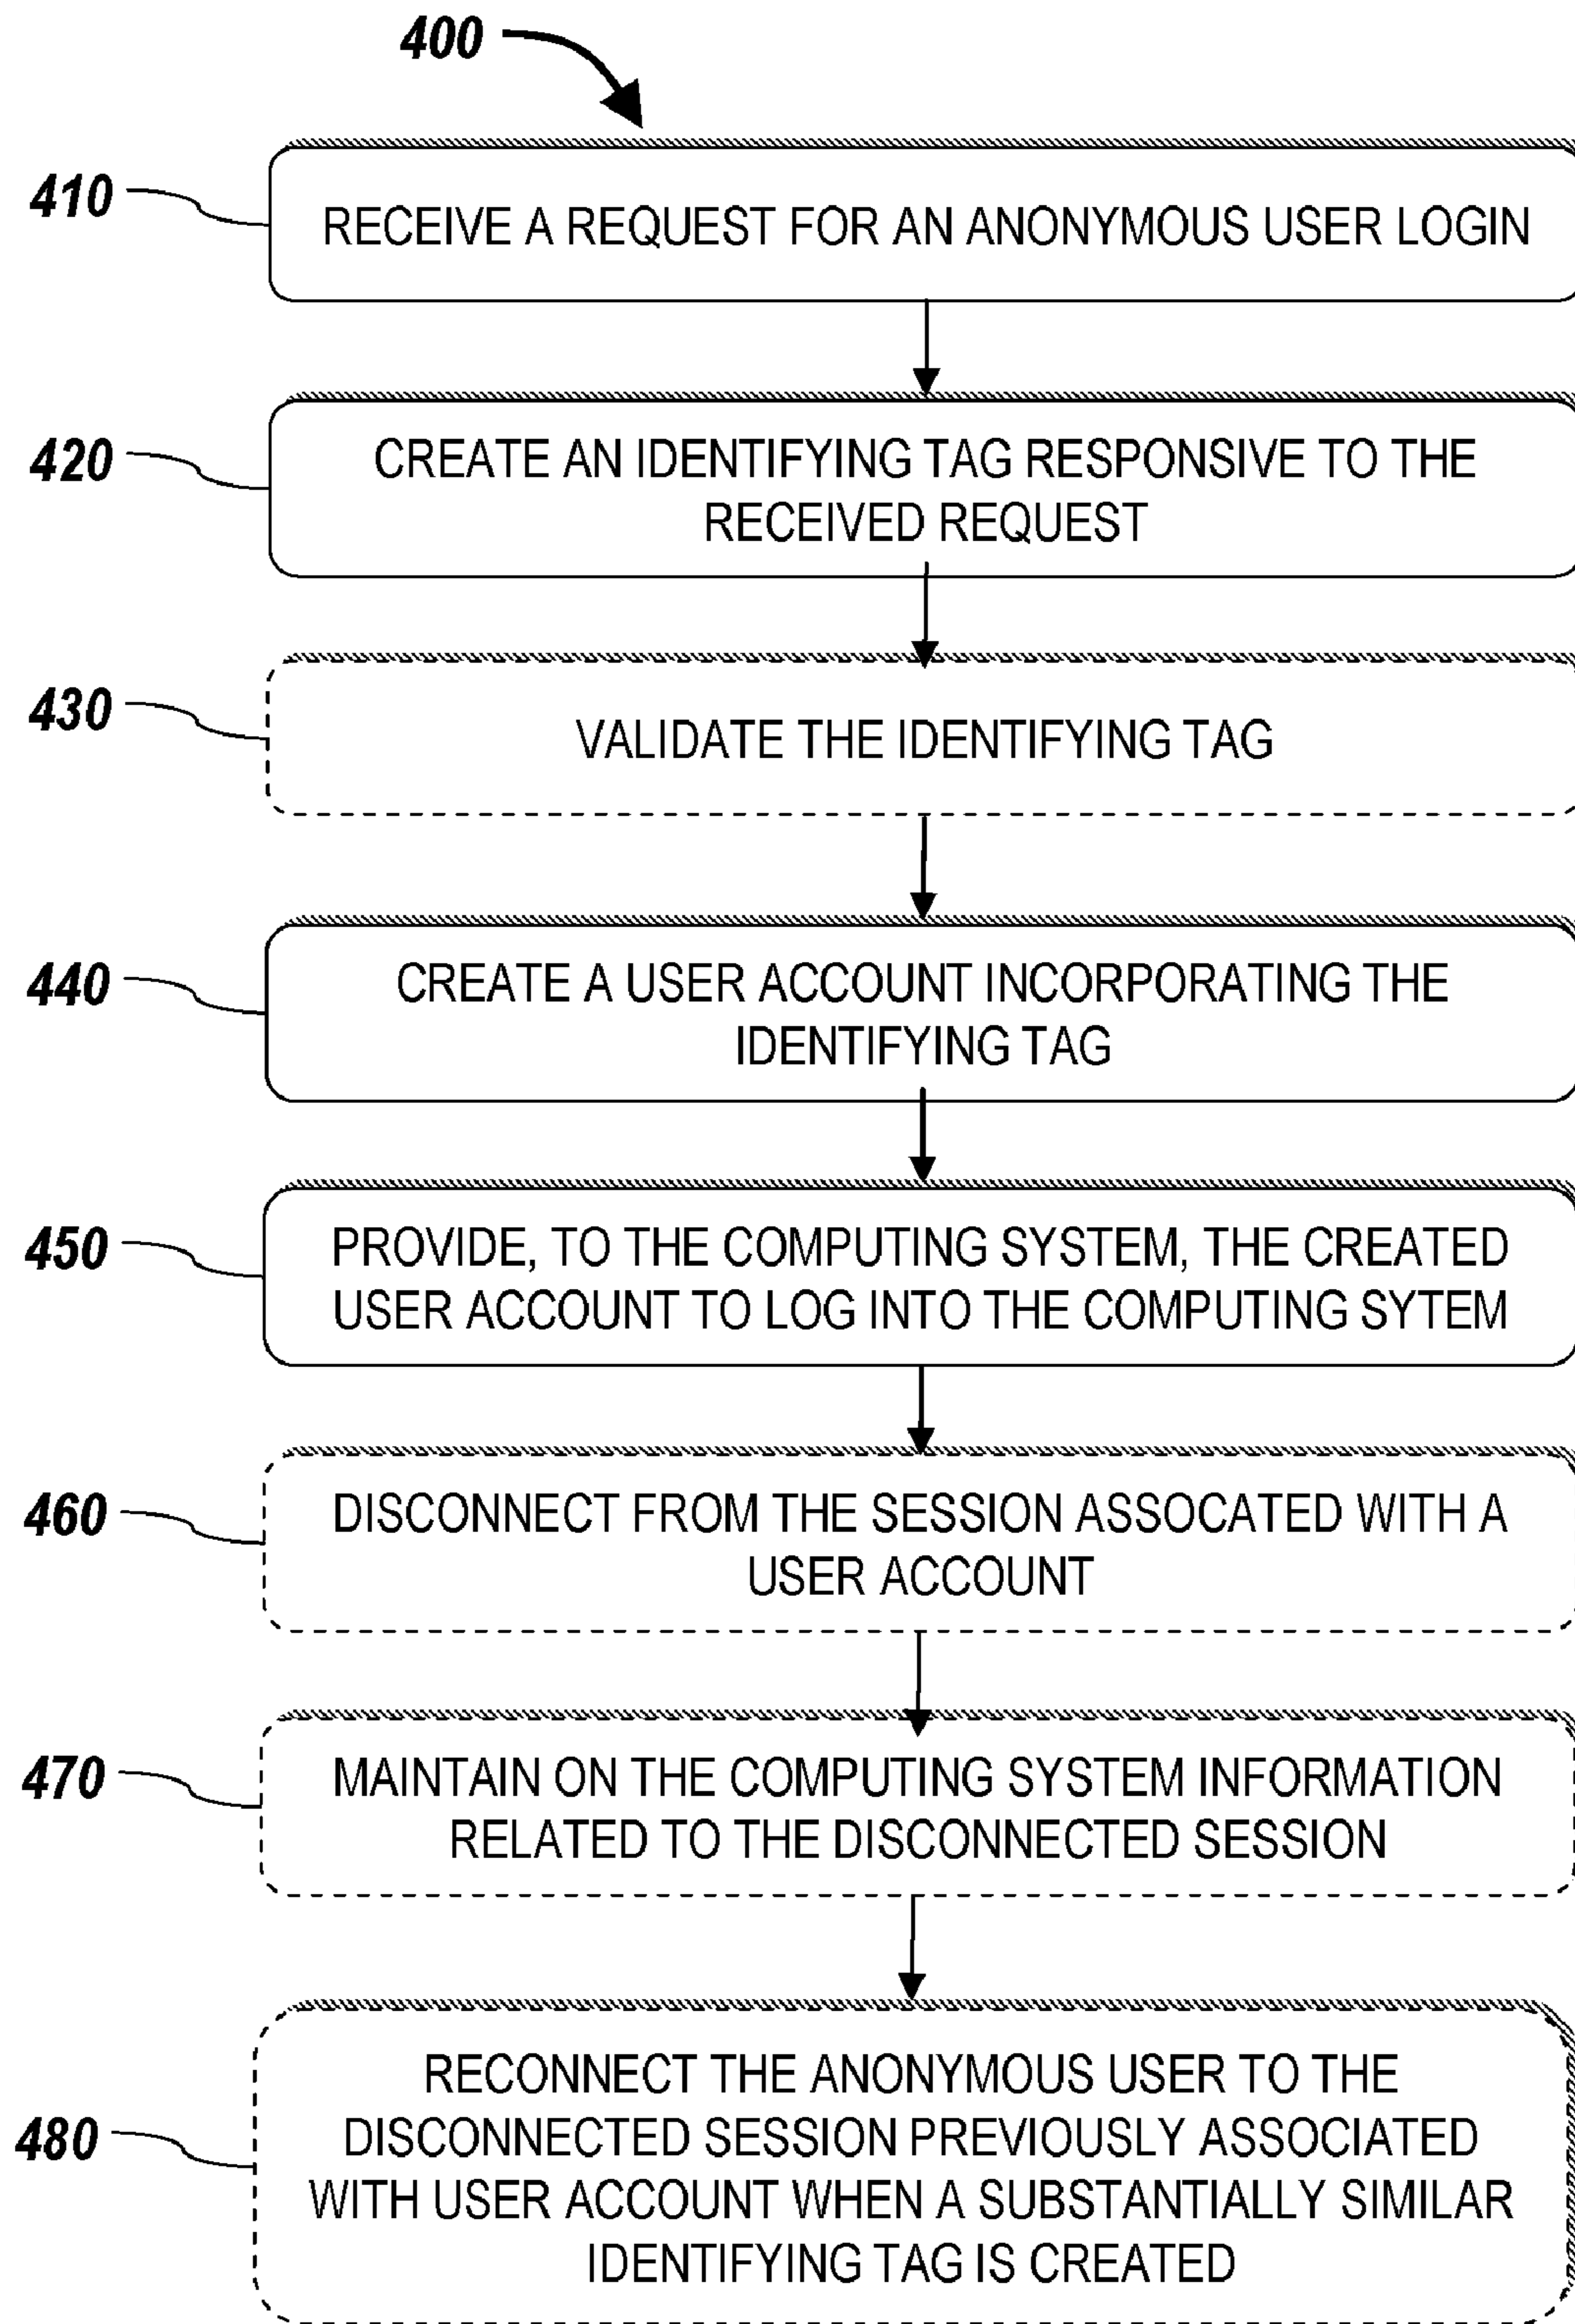 400
410
RECEIVE A REQUEST FOR AN ANONYMOUS USER LOGIN
420
CREATE AN IDENTIFYING TAG RESPONSIVE TO THE
RECEIVED REQUEST
430
VALIDATE THE IDENTIFYING TAG
440
CREATE A USER ACCOUNT INCORPORATING THE
IDENTIFYING TAG
450
PROVIDE, TO THE COMPUTING SYSTEM, THE CREATED
USER ACCOUNT TO LOG INTO THE COMPUTING SYTEM
460
DISCONNECT FROM THE SESSION ASSOCATED WITH A
USER ACCOUNT
470
MAINTAIN ON THE COMPUTING SYSTEM INFORMATION
RELATED TO THE DISCONNECTED SESSION
480
RECONNECT THE ANONYMOUS USER TO THE
DISCONNECTED SESSION PREVIOUSLY ASSOCIATED
WITH USER ACCOUNT WHEN A SUBSTANTIALLY SIMILAR
IDENTIFYING TAG IS CREATED